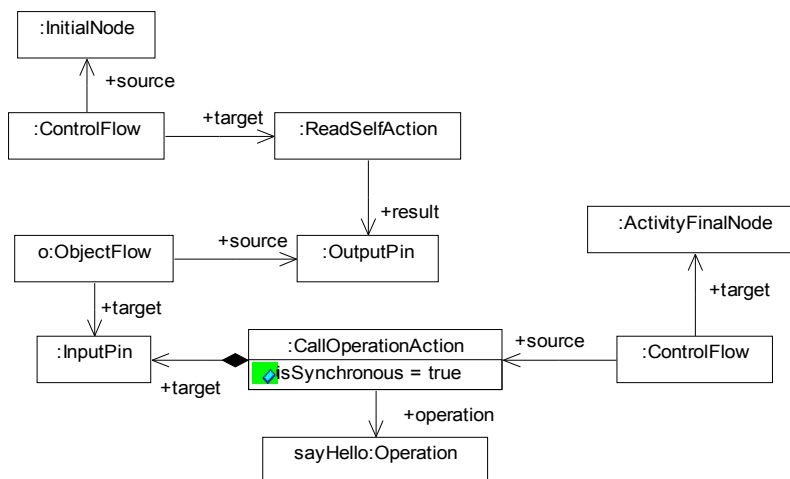 :InitialNode
+source
:ControlFlow
+target
:ReadSelfAction
+result
:ActivityFinalNode
o:ObjectFlow
+source
:OutputPin
+target
+target
:InputPin
+target
:CallOperationAction
isSynchronous = true
+source
:ControlFlow
+operation
sayHello:Operation